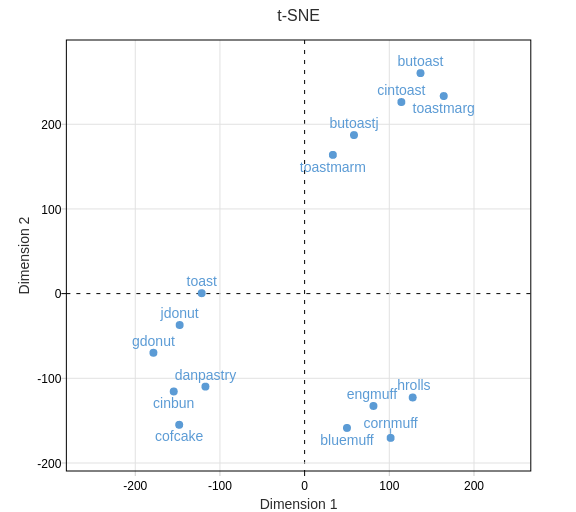 t-SNE
butoast
cintoast
toastmarg
butoastj
toastmarm
200
100
0
-100
-200
Dimension 2
toast
jdonut
gdonut
danpastry
cinbun
cofcake
hrolls
engmuff
cornmuff
bluemuff
-200
-100
0
100
200
Dimension 1